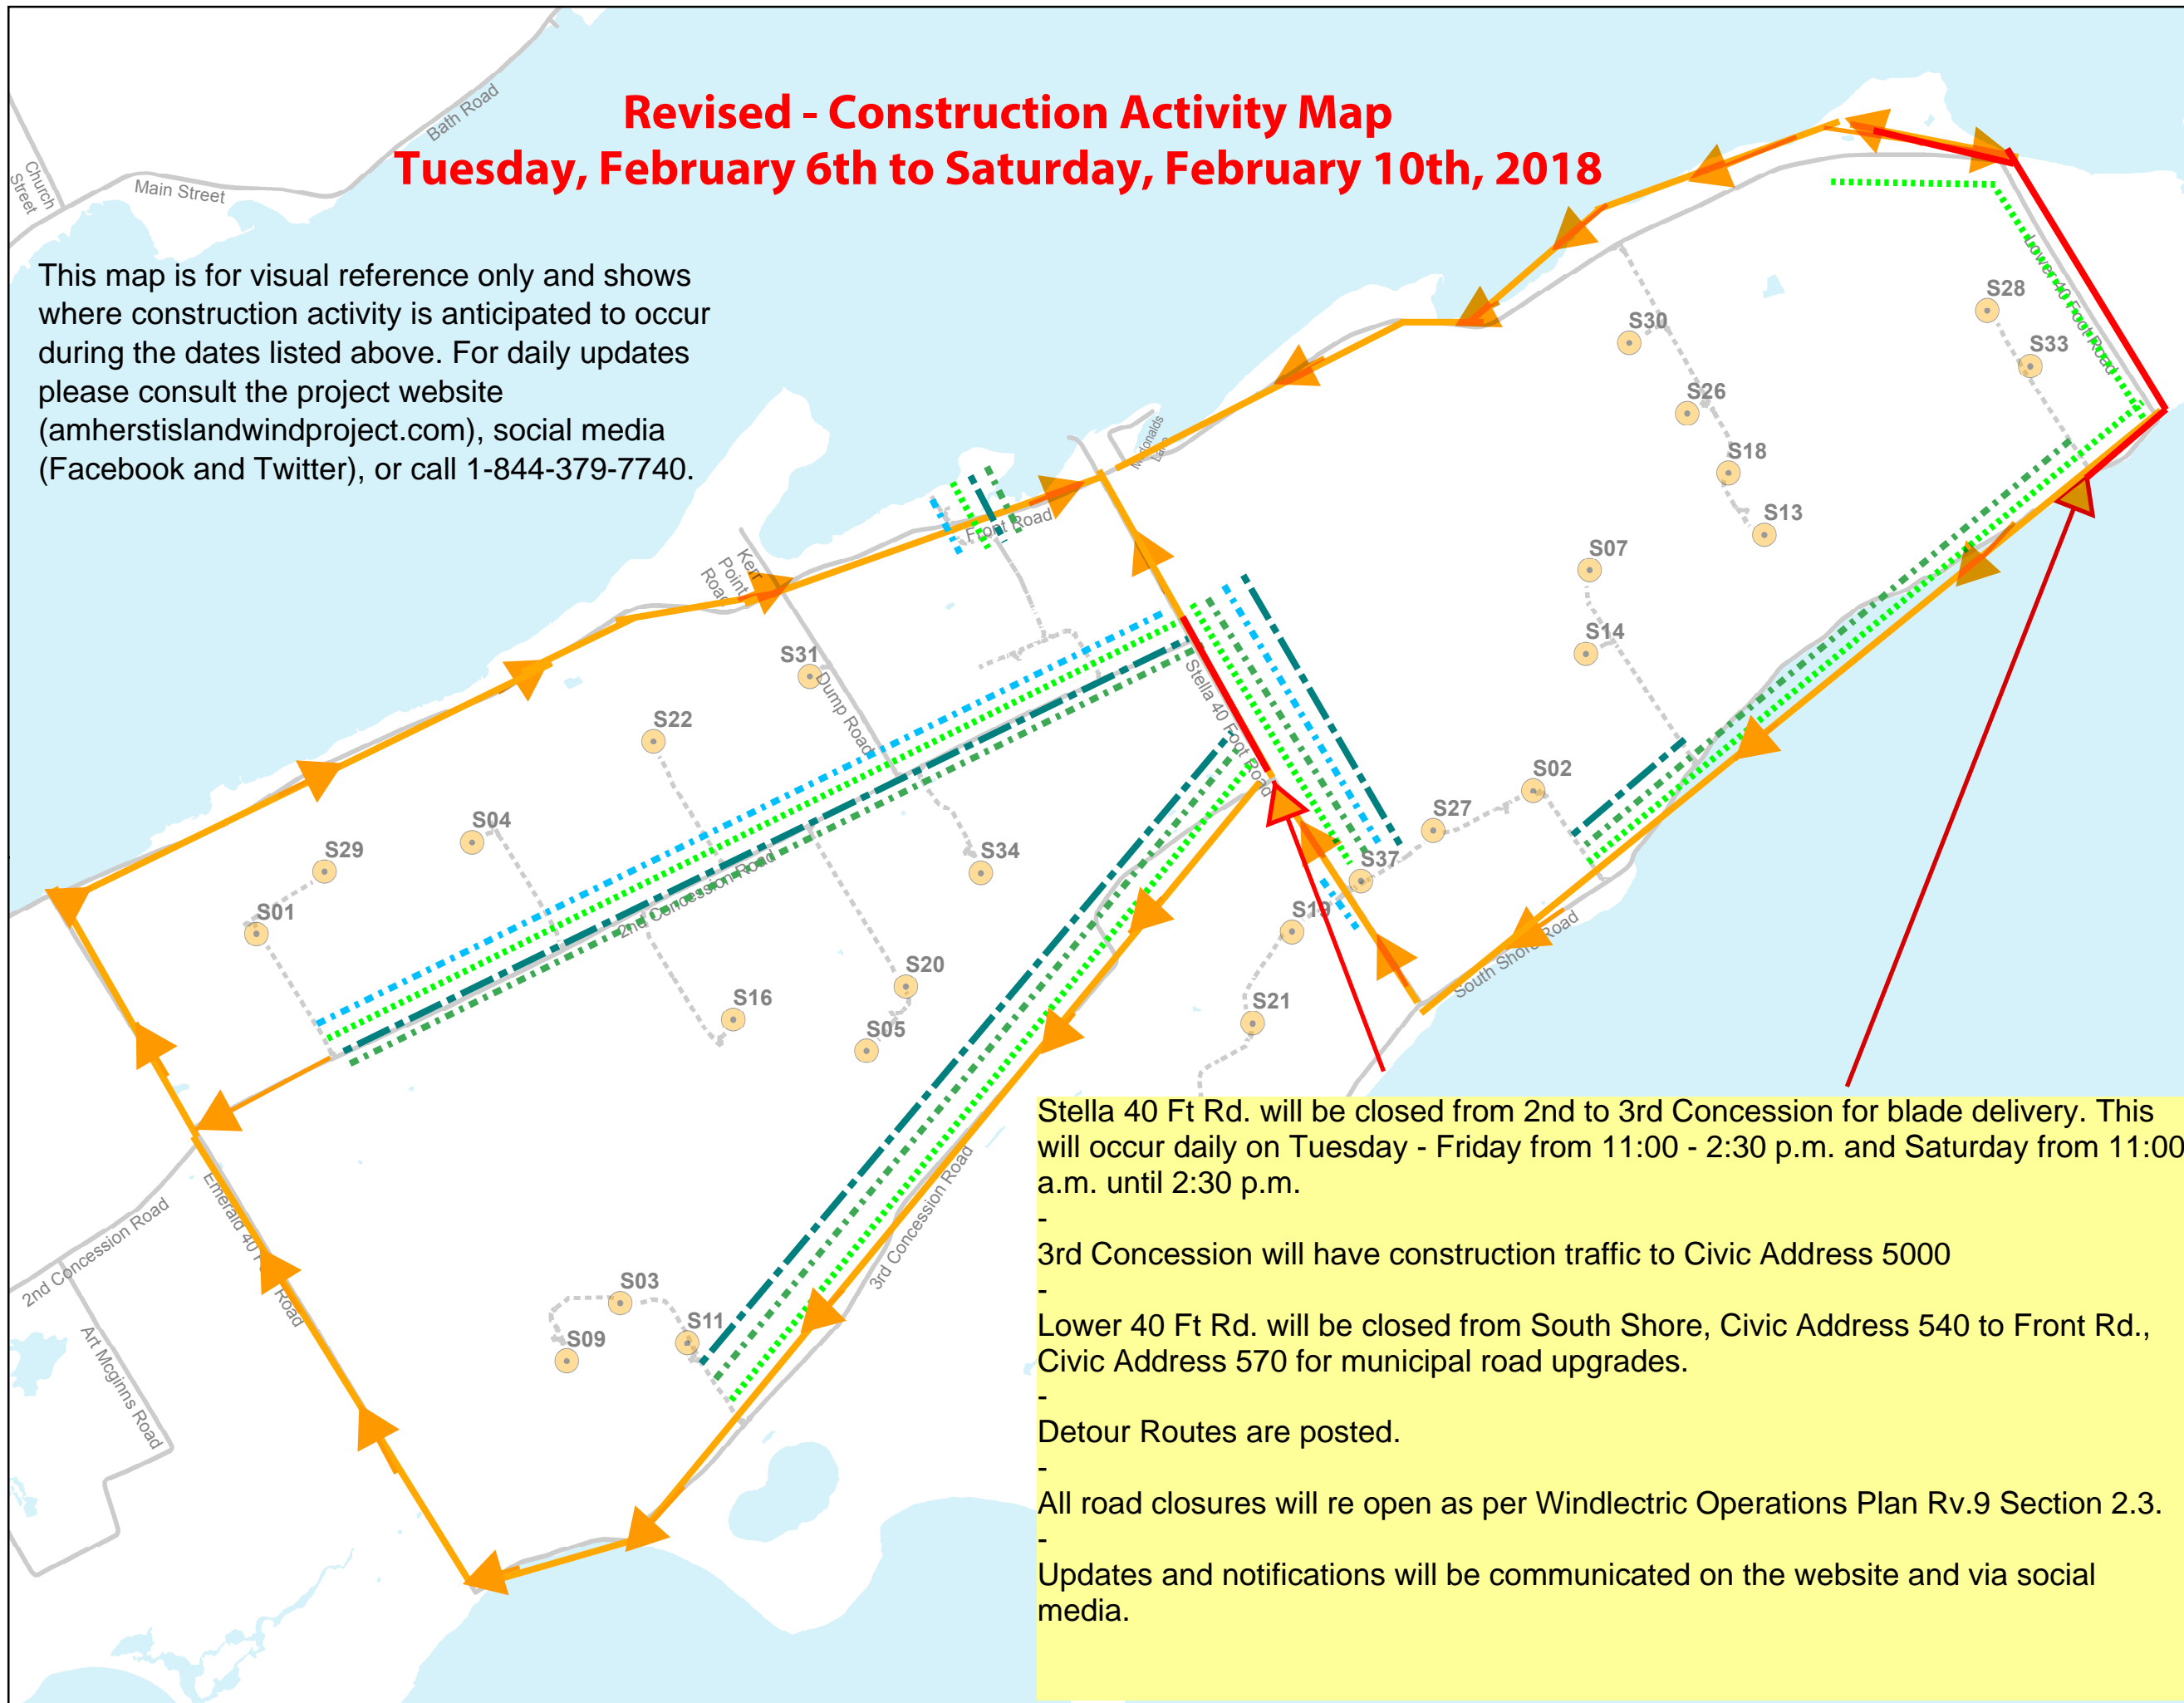 Revised - Construction Activity Map
Tuesday, February 6th to Saturday, February 10th, 2018
Bath Road
Church
Street
Main Street
This map is for visual reference only and shows
where construction activity is anticipated to occur
during the dates listed above. For daily updates
please consult the project website
(amherstislandwindproject.com), social media
(Facebook and Twitter), or call 1-844-379-7740.
Lower 40 Foot Road
S28
S30
S33
S26
Mcdonalds
Lane
S18
S13
Front Road
S07
Kerr
Point
Road
S14
S31
Stella 40 Foot Road
Dump Road
S22
S02
S04
S27
S29
S34
S37
2nd Concession Road
S01
S19
South Shore Road
S20
S16
S21
S05
Emerald 40 Foot Road
3rd Concession Road
2nd Concession Road
S03
S11
S09
Art Mcginns Road
Stella 40 Ft Rd. will be closed from 2nd to 3rd Concession for blade delivery. This
will occur daily on Tuesday - Friday from 11:00 - 2:30 p.m. and Saturday from 11:00
a.m. until 2:30 p.m.
-
3rd Concession will have construction traffic to Civic Address 5000
-
Lower 40 Ft Rd. will be closed from South Shore, Civic Address 540 to Front Rd.,
Civic Address 570 for municipal road upgrades.
-
Detour Routes are posted.
-
All road closures will re open as per Windlectric Operations Plan Rv.9 Section 2.3.
-
Updates and notifications will be communicated on the website and via social
media.